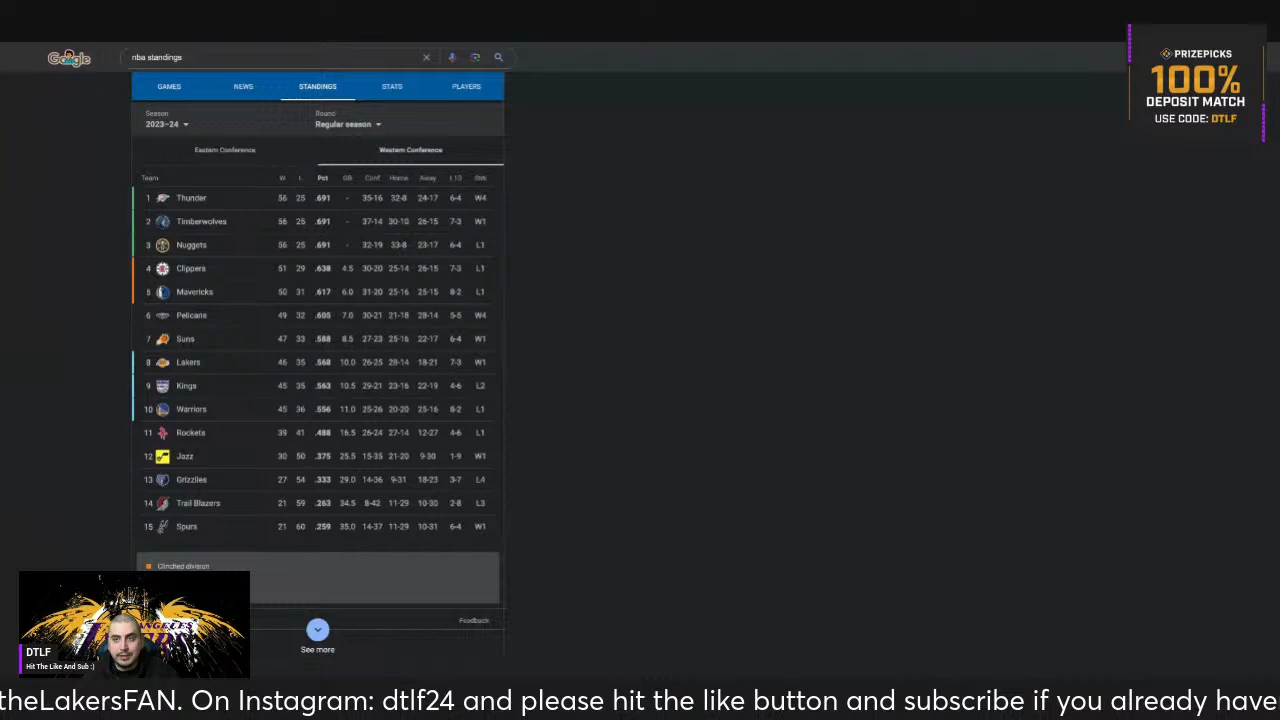 Google
nba standings
PRIZEPICKS
100%
DEPOSIT MATCH
USE CODE: DTLF
GAMES NEWS STANDINGS STATS PLAYERS
Season Round
2023–24 Regular season
Eastern Conference Western Conference
Team W L Pct GB Conf Home Away L10 Strk
1 Thunder 56 25 .691 - 35-16 32-8 24-17 6-4 W4
2 Timberwolves 56 25 .691 - 37-14 30-10 26-15 7-3 W1
3 Nuggets 56 25 .691 - 32-19 33-8 23-17 6-4 L1
4 Clippers 51 29 .638 4.5 30-20 25-14 26-15 7-3 L1
5 Mavericks 50 31 .617 6.0 31-20 25-16 25-15 8-2 L1
6 Pelicans 49 32 .605 7.0 30-21 21-18 28-14 5-5 W4
7 Suns 47 33 .588 8.5 27-23 25-16 22-17 6-4 W1
8 Lakers 46 35 .568 10.0 26-25 28-14 18-21 7-3 W1
9 Kings 45 35 .563 10.5 29-21 23-16 22-19 4-6 L2
10 Warriors 45 36 .556 11.0 25-26 20-20 25-16 8-2 L1
11 Rockets 39 41 .488 16.5 26-24 27-14 12-27 4-6 L1
12 Jazz 30 50 .375 25.5 15-35 21-20 9-30 1-9 W1
13 Grizzlies 27 54 .333 29.0 14-36 9-31 18-23 3-7 L4
14 Trail Blazers 21 59 .263 34.5 8-42 11-29 10-30 2-8 L3
15 Spurs 21 60 .259 35.0 14-37 11-29 10-31 6-4 W1
Clinched division
Feedback
See more
DTLF
Hit The Like And Sub :)
theLakersFAN. On Instagram: dtlf24 and please hit the like button and subscribe if you already have